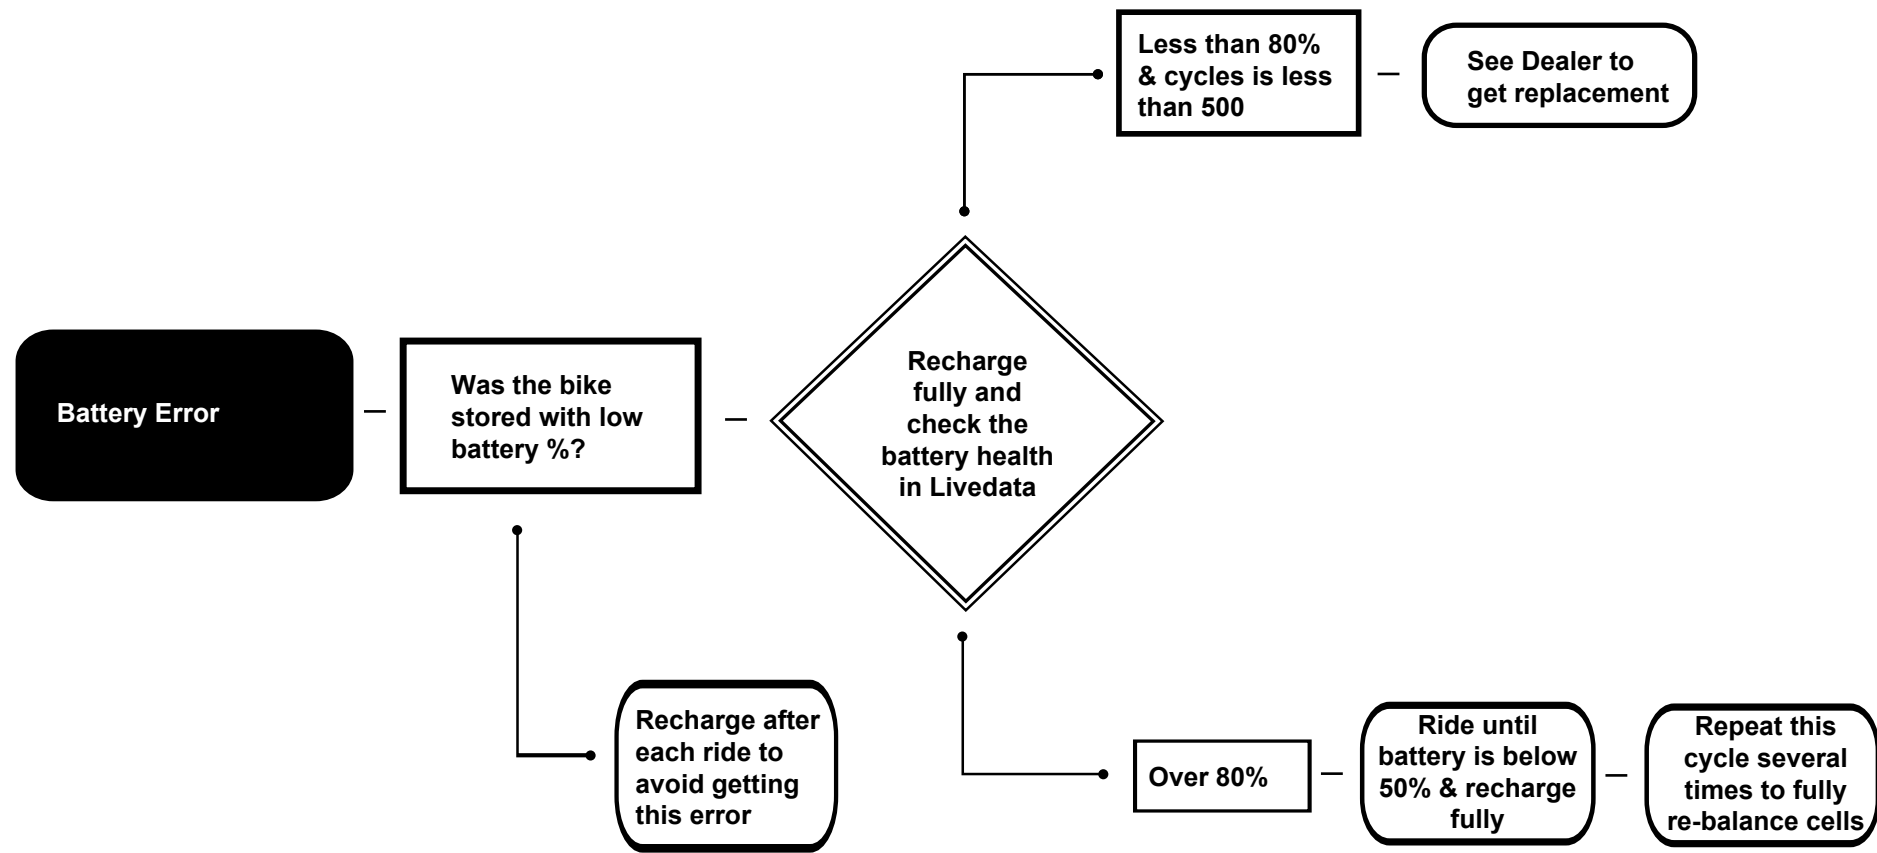 Less than 80%
& cycles is less
than 500
See Dealer to
get replacement
Battery Error
Was the bike
stored with low
battery %?
Recharge
fully and
check the
battery health
in Livedata
Recharge after
each ride to
avoid getting
this error
Over 80%
Ride until
battery is below
50% & recharge
fully
Repeat this
cycle several
times to fully
re-balance cells